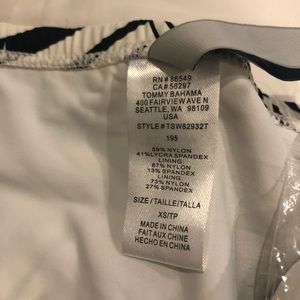 RN # 86549
CA # 58297
TOMMY BAHAMA
400 FAIRVIEW AVE N
SEATTLE, WA 98109
USA
STYLE # TSW82932T
195
59% NYLON
41% LYCRA SPANDEX
LINING:
87% NYLON
13% SPANDEX
LINING:
73% NYLON
27% SPANDEX
SIZE / TAILLE / TALLA
XS/TP
MADE IN CHINA
FAIT AUX CHINE
HECHO EN CHINA